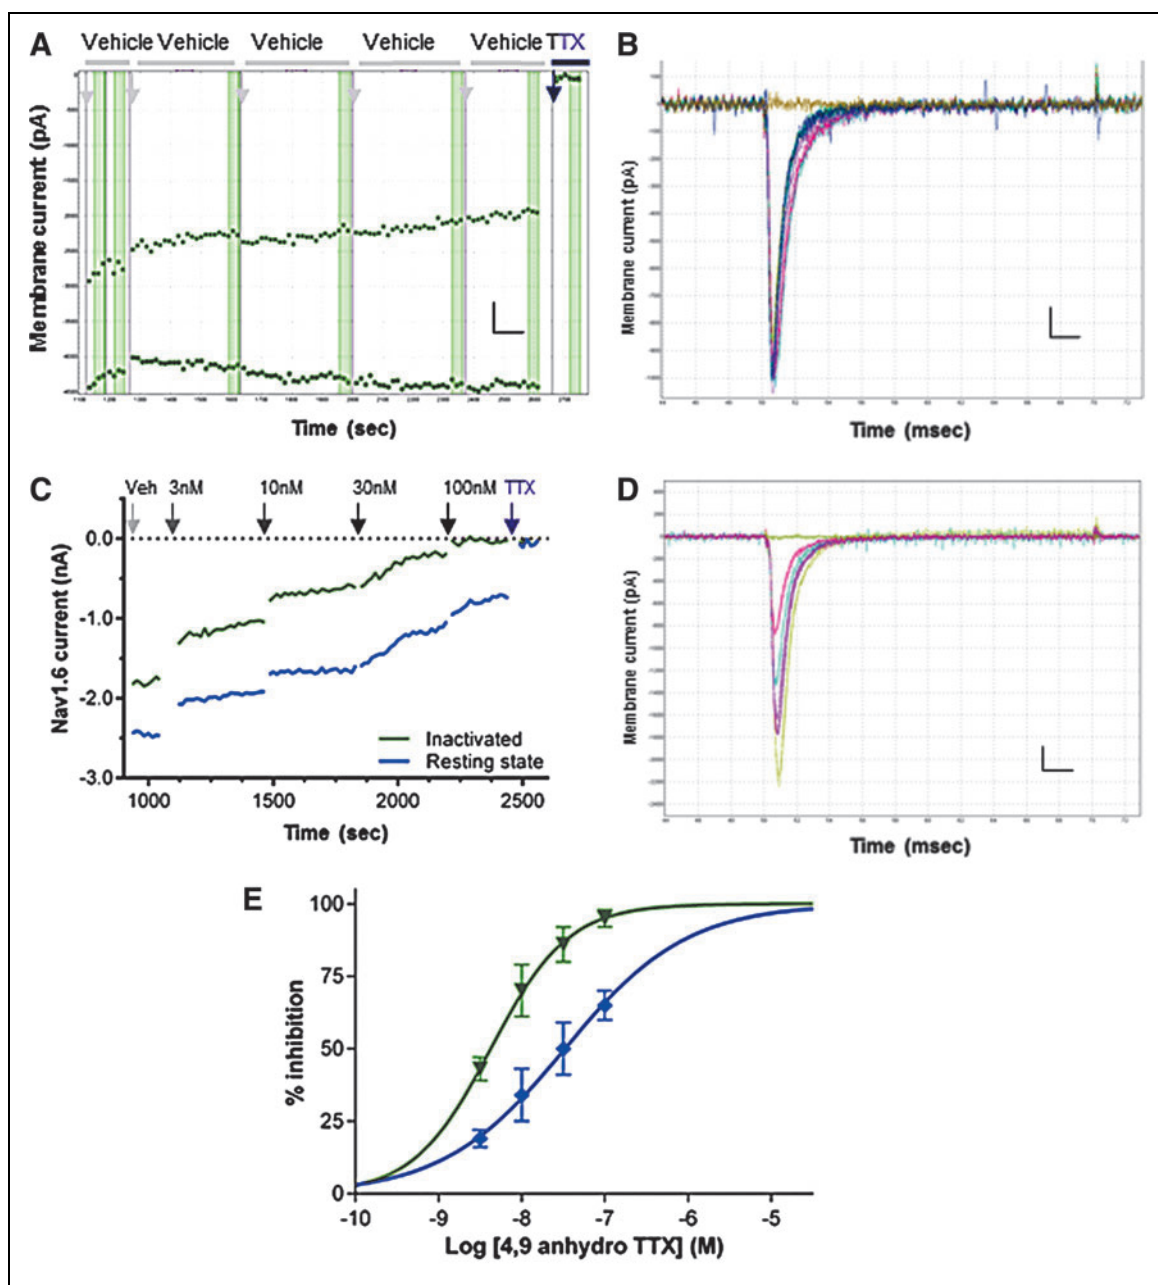 A
Vehicle Vehicle Vehicle Vehicle Vehicle TTX
Membrane current (pA)
Time (sec)
B
Membrane current (pA)
Time (msec)
C
Veh 3nM 10nM 30nM 100nM TTX
0.0
-1.0
-2.0
-3.0
Nav1.6 current (nA)
Inactivated
Resting state
1000 1500 2000 2500
Time (sec)
D
Membrane current (pA)
Time (msec)
E
100
75
50
25
0
% inhibition
-10 -9 -8 -7 -6 -5
Log [4,9 anhydro TTX] (M)